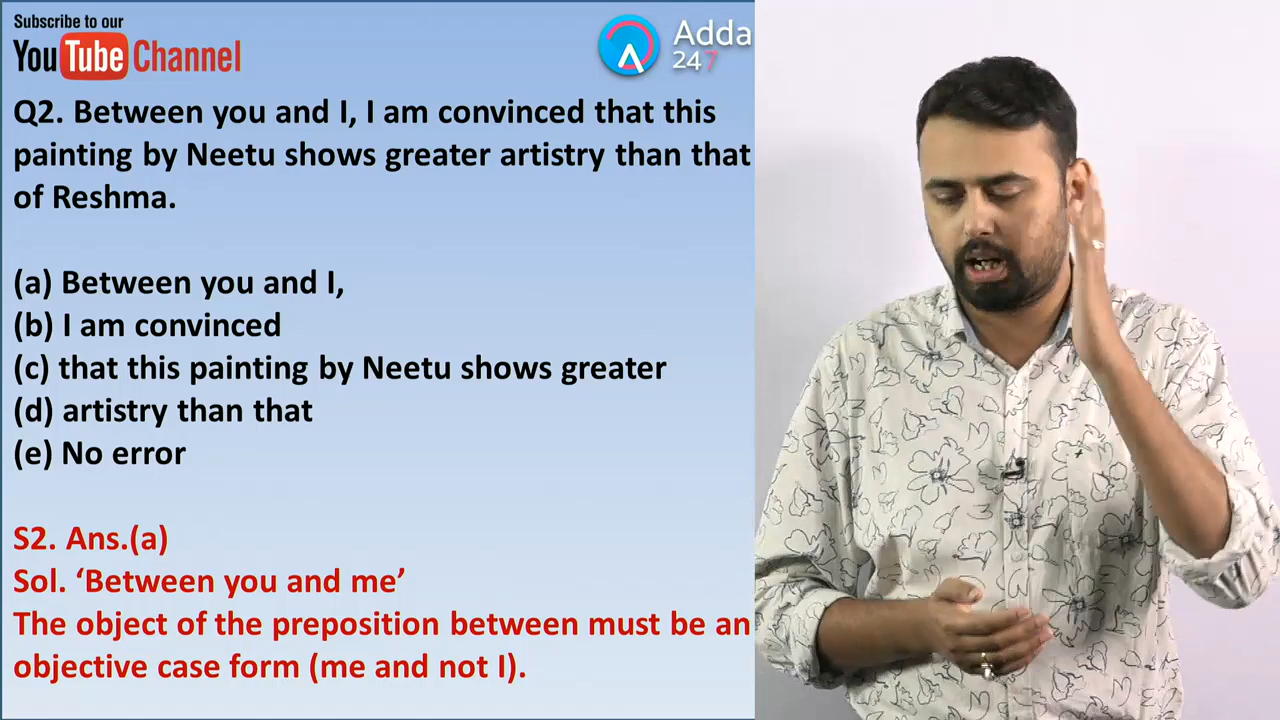 Subscribe to our
YouTube Channel
Adda
247
Q2. Between you and I, I am convinced that this
painting by Neetu shows greater artistry than that
of Reshma.
(a) Between you and I,
(b) I am convinced
(c) that this painting by Neetu shows greater
(d) artistry than that
(e) No error
S2. Ans.(a)
Sol. ‘Between you and me’
The object of the preposition between must be an
objective case form (me and not I).